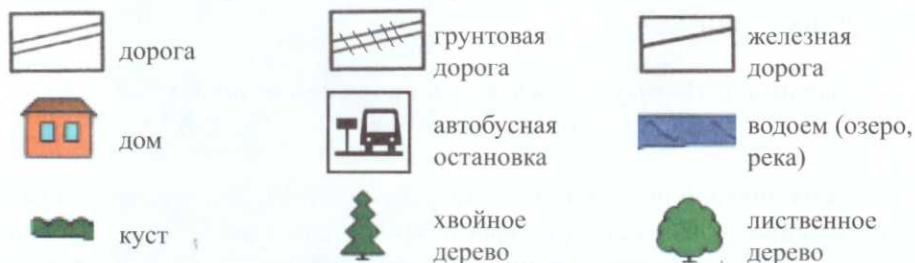 дорога
грунтовая
дорога
железная
дорога
дом
автобусная
остановка
водоем (озеро,
река)
куст
хвойное
дерево
лиственное
дерево